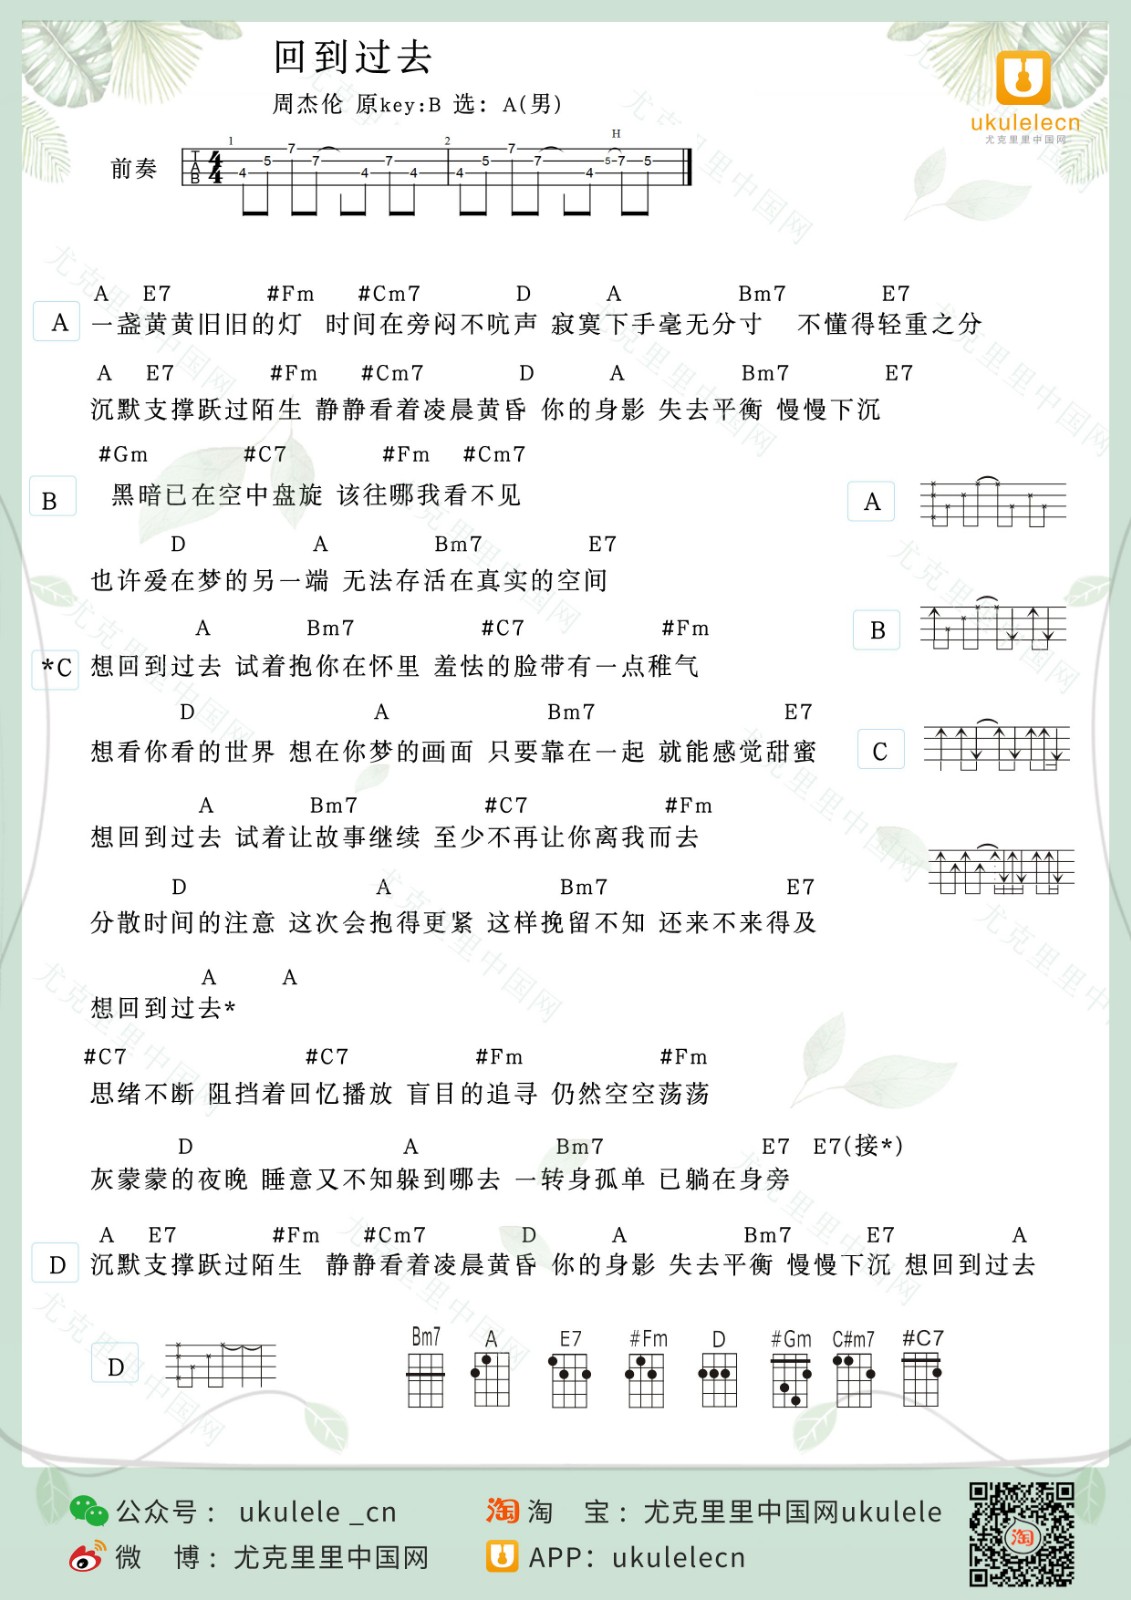 回到过去
周杰伦 原key:B 选: A(男)
ukulelecn
尤克里里中国网
前奏
1 2 H
T A B 4 4
4 5 7 7 4 7 4 4 5 7 7 4 5 7 5
A E7 #Fm #Cm7 D A Bm7 E7
A 一盏黄黄旧旧的灯 时间在旁闷不吭声 寂寞下手毫无分寸 不懂得轻重之分
A E7 #Fm #Cm7 D A Bm7 E7
沉默支撑跃过陌生 静静看着凌晨黄昏 你的身影 失去平衡 慢慢下沉
#Gm #C7 #Fm #Cm7
B 黑暗已在空中盘旋 该往哪我看不见
A
D A Bm7 E7
也许爱在梦的另一端 无法存活在真实的空间
B
A Bm7 #C7 #Fm
*C 想回到过去 试着抱你在怀里 羞怯的脸带有一点稚气
D A Bm7 E7
想看你看的世界 想在你梦的画面 只要靠在一起 就能感觉甜蜜
C
A Bm7 #C7 #Fm
想回到过去 试着让故事继续 至少不再让你离我而去
D A Bm7 E7
分散时间的注意 这次会抱得更紧 这样挽留不知 还来不来得及
A A
想回到过去*
#C7 #C7 #Fm #Fm
思绪不断 阻挡着回忆播放 盲目的追寻 仍然空空荡荡
D A Bm7 E7 E7(接*)
灰蒙蒙的夜晚 睡意又不知躲到哪去 一转身孤单 已躺在身旁
A E7 #Fm #Cm7 D A Bm7 E7 A
D 沉默支撑跃过陌生 静静看着凌晨黄昏 你的身影 失去平衡 慢慢下沉 想回到过去
D
Bm7 A E7 #Fm D #Gm C#m7 #C7
公众号: ukulele _cn
淘 淘 宝: 尤克里里中国网ukulele
微 博: 尤克里里中国网
APP: ukulelecn
淘